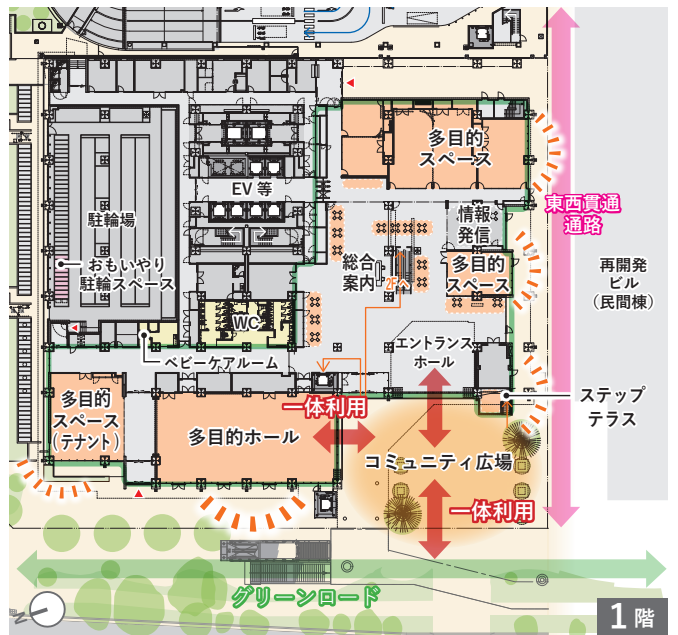 多目的
スペース
EV 等
東西貫通
通路
駐輪場
情報
発信
総合
案内
2Fへ
多目的
スペース
おもいやり
駐輪スペース
再開発
ビル
（民間棟）
WC
エントランス
ホール
ベビーケアルーム
ステップ
テラス
多目的
スペース
（テナント）
一体利用
多目的ホール
コミュニティ広場
一体利用
グリーンロード
N
1階